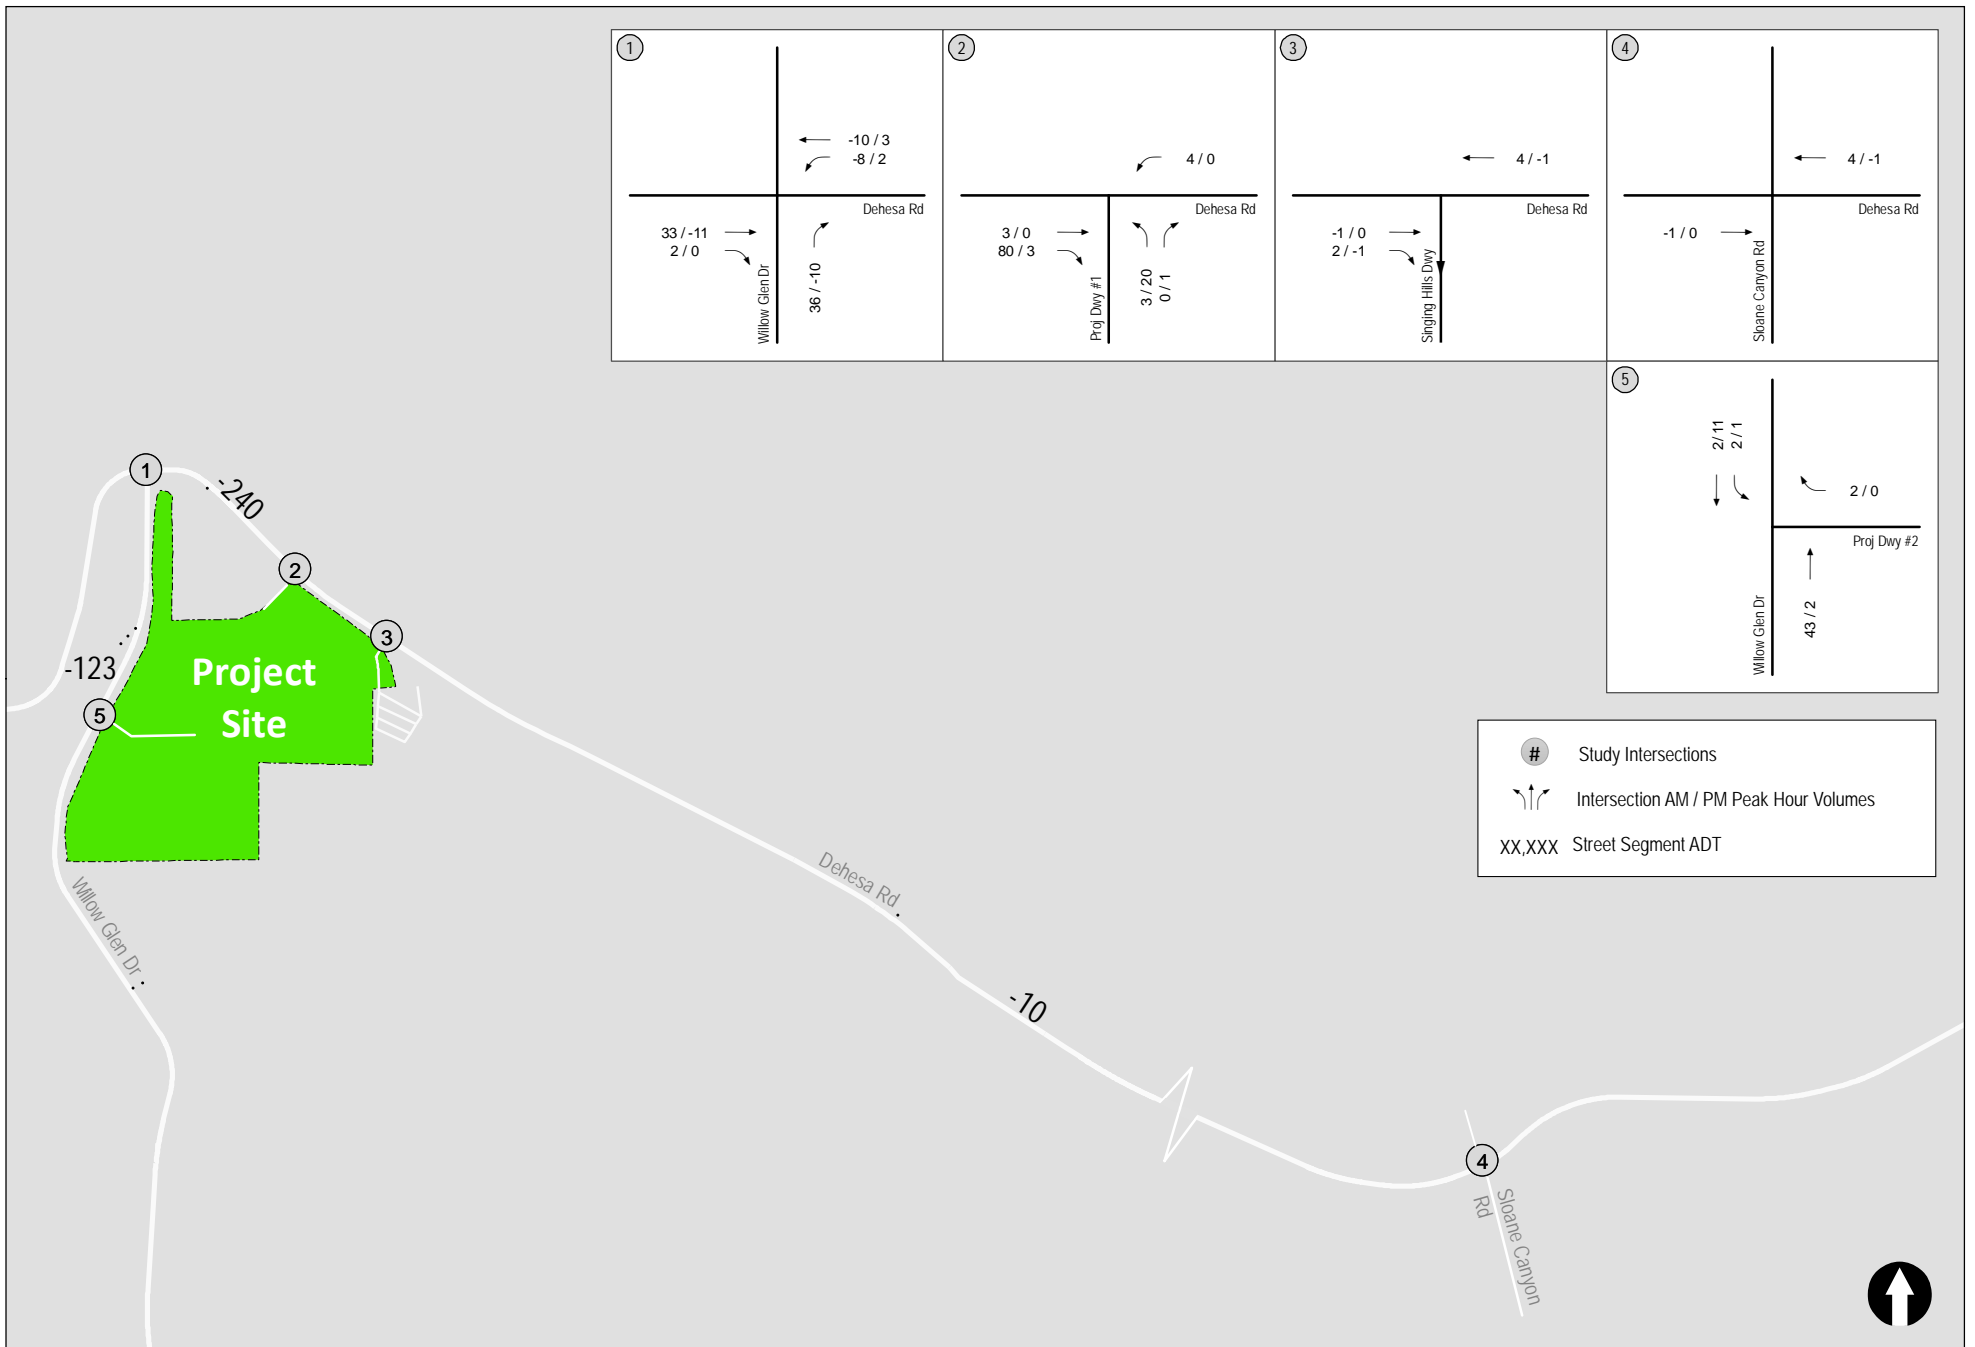 1
-10 / 3
-8 / 2
Dehesa Rd
33 / -11
2 / 0
Willow Glen Dr
36 / -10
2
4 / 0
Dehesa Rd
3 / 0
80 / 3
Proj Dwy #1
3 / 20
0 / 1
3
4 / -1
Dehesa Rd
-1 / 0
2 / -1
Singing Hills Dwy
4
4 / -1
Dehesa Rd
-1 / 0
Sloane Canyon Rd
5
2/ 11
2 / 1
2 / 0
Proj Dwy #2
Willow Glen Dr
43 / 2
1
-240
2
3
-123
Project
Site
5
# Study Intersections
Intersection AM / PM Peak Hour Volumes
XX,XXX Street Segment ADT
Willow Glen Dr
Dehesa Rd
-10
4
Sloane Canyon
Rd